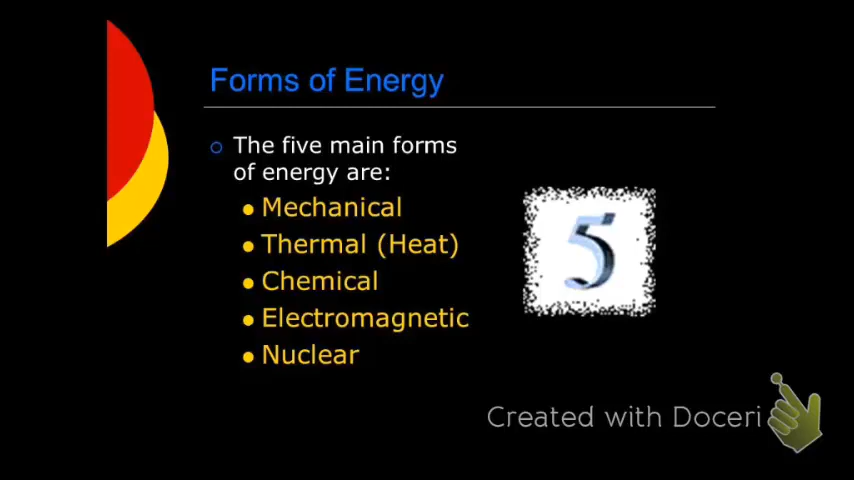 Forms of Energy
The five main forms
of energy are:
Mechanical
Thermal (Heat)
Chemical
Electromagnetic
Nuclear
5
Created with Doceri